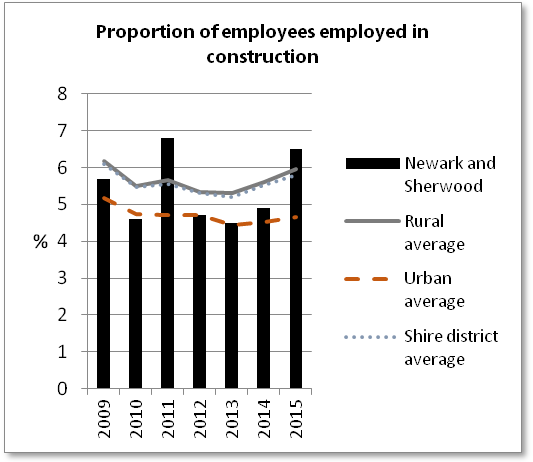 Proportion of employees employed in
construction
8
7
6
5
4
3
2
1
0
%
2009
2010
2011
2012
2013
2014
2015
Newark and
Sherwood
Rural
average
Urban
average
Shire district
average